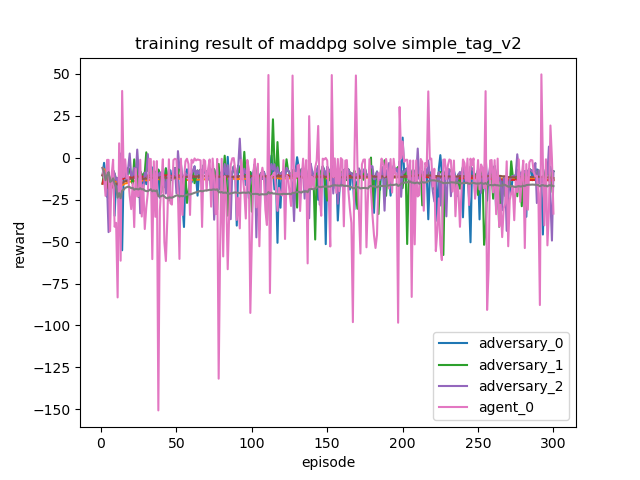 training result of maddpg solve simple_tag_v2
50
25
0
−25
−50
−75
−100
−125
−150
reward
adversary_0
adversary_1
adversary_2
agent_0
0 50 100 150 200 250 300
episode